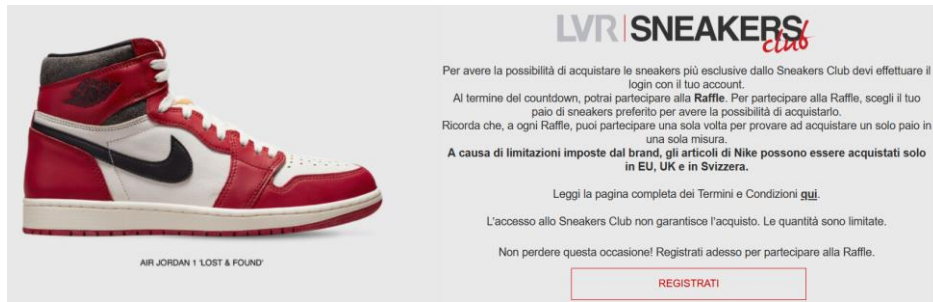 LVR|SNEAKERS
club
Per avere la possibilità di acquistare le sneakers più esclusive dallo Sneakers Club devi effettuare il
login con il tuo account.
Al termine del countdown, potrai partecipare alla Raffle. Per partecipare alla Raffle, scegli il tuo
paio di sneakers preferito per avere la possibilità di acquistarlo.
Ricorda che, a ogni Raffle, puoi partecipare una sola volta per provare ad acquistare un solo paio in
una sola misura.
A causa di limitazioni imposte dal brand, gli articoli di Nike possono essere acquistati solo
in EU, UK e in Svizzera.
Leggi la pagina completa dei Termini e Condizioni qui.
L'accesso allo Sneakers Club non garantisce l'acquisto. Le quantità sono limitate.
Non perdere questa occasione! Registrati adesso per partecipare alla Raffle.
REGISTRATI
AIR JORDAN 1 'LOST & FOUND'